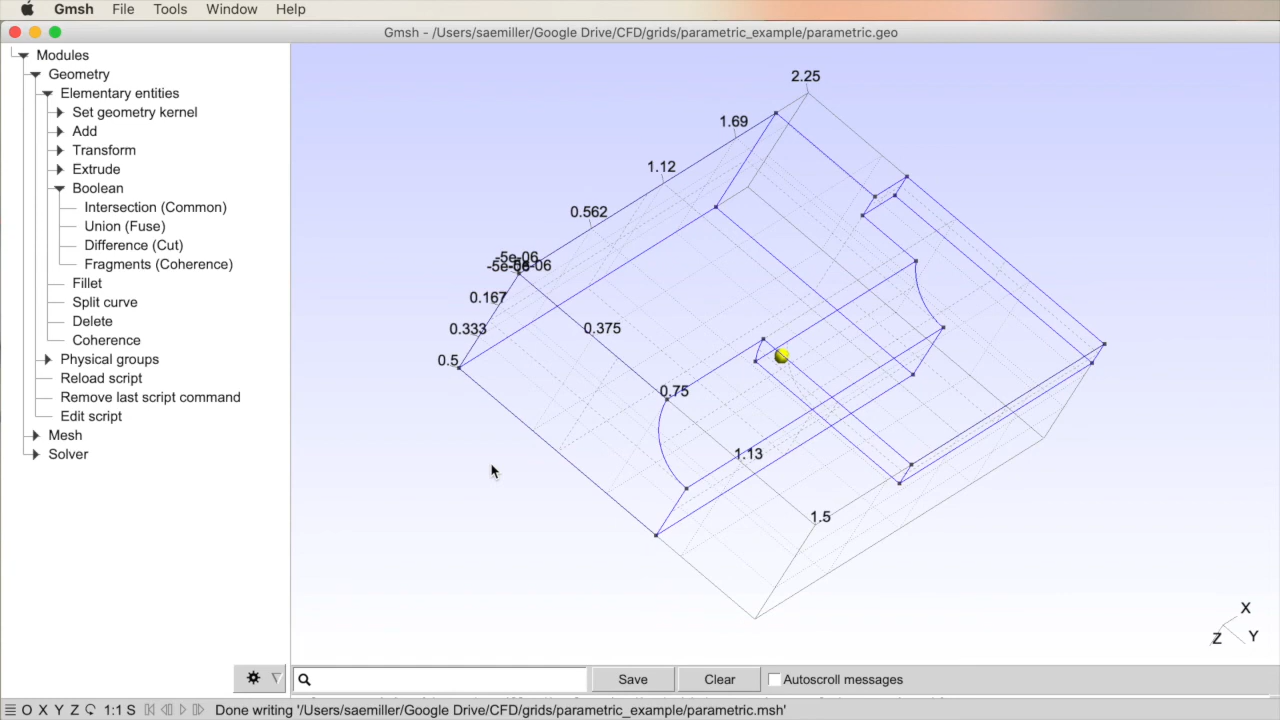 Gmsh File Tools Window Help
Gmsh - /Users/saemiller/Google Drive/CFD/grids/parametric_example/parametric.geo
Modules
Geometry
Elementary entities
Set geometry kernel
Add
Transform
Extrude
Boolean
Intersection (Common)
Union (Fuse)
Difference (Cut)
Fragments (Coherence)
Fillet
Split curve
Delete
Coherence
Physical groups
Reload script
Remove last script command
Edit script
Mesh
Solver
2.25
1.69
1.12
0.562
-5e-06
0.167
0.333
0.5
0.375
0.75
1.13
1.5
X
Y
Z
Save Clear Autoscroll messages
O X Y Z 1:1 S Done writing '/Users/saemiller/Google Drive/CFD/grids/parametric_example/parametric.msh'